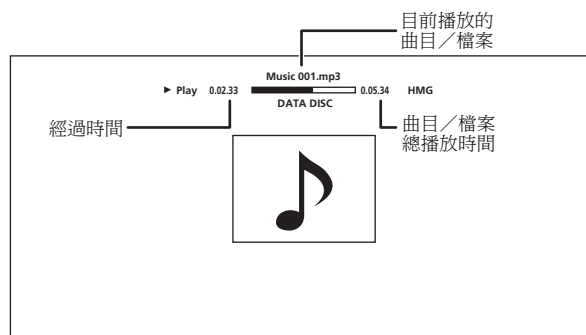 目前播放的
曲目／檔案
Music 001.mp3
► Play 0.02.33 0.05.34 HMG
DATA DISC
經過時間
曲目／檔案
總播放時間